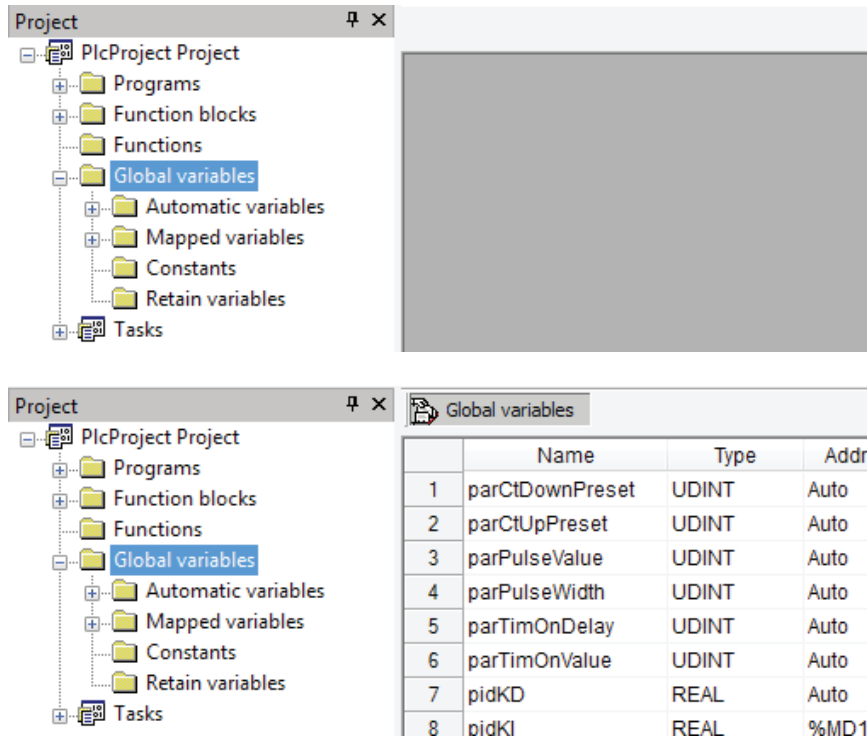 Project
PlcProject Project
Programs
Function blocks
Functions
Global variables
Automatic variables
Mapped variables
Constants
Retain variables
Tasks
Project
PlcProject Project
Programs
Function blocks
Functions
Global variables
Automatic variables
Mapped variables
Constants
Retain variables
Tasks
Global variables
Name Type Addr
1 parCtDownPreset UDINT Auto
2 parCtUpPreset UDINT Auto
3 parPulseValue UDINT Auto
4 parPulseWidth UDINT Auto
5 parTimOnDelay UDINT Auto
6 parTimOnValue UDINT Auto
7 pidKD REAL Auto
8 pidKI REAL %MD1